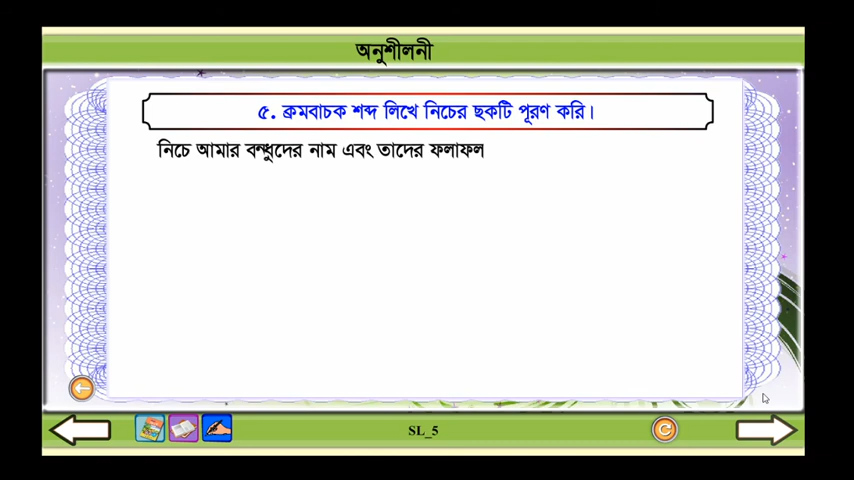 অনুশীলনী
৫. ক্রমবাচক শব্দ লিখে নিচের ছকটি পূরণ করি।
নিচে আমার বন্ধুদের নাম এবং তাদের ফলাফল
SL_5